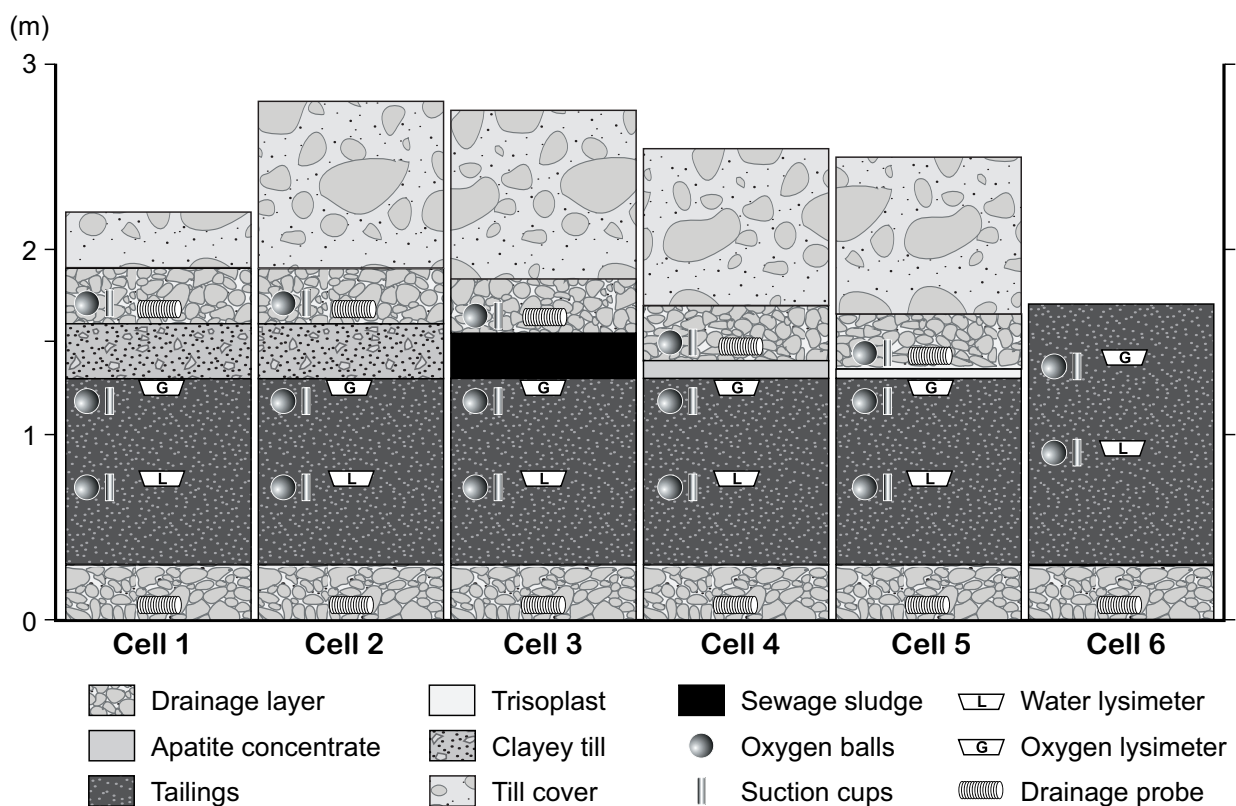 (m)
3
2
1
0
G G G G G G
L L L L L L
Cell 1 Cell 2 Cell 3 Cell 4 Cell 5 Cell 6
Drainage layer Trisoplast Sewage sludge L Water lysimeter
Apatite concentrate Clayey till Oxygen balls G Oxygen lysimeter
Tailings Till cover Suction cups Drainage probe